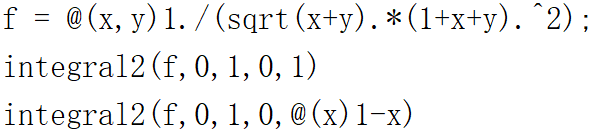 f = @(x,y)1./(sqrt(x+y).*(1+x+y).^2);
integral2(f,0,1,0,1)
integral2(f,0,1,0,@(x)1-x)